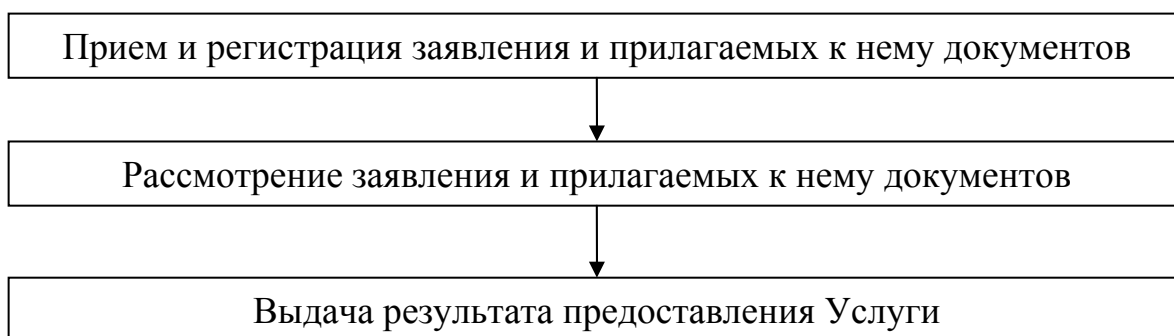 Прием и регистрация заявления и прилагаемых к нему документов
Рассмотрение заявления и прилагаемых к нему документов
Выдача результата предоставления Услуги